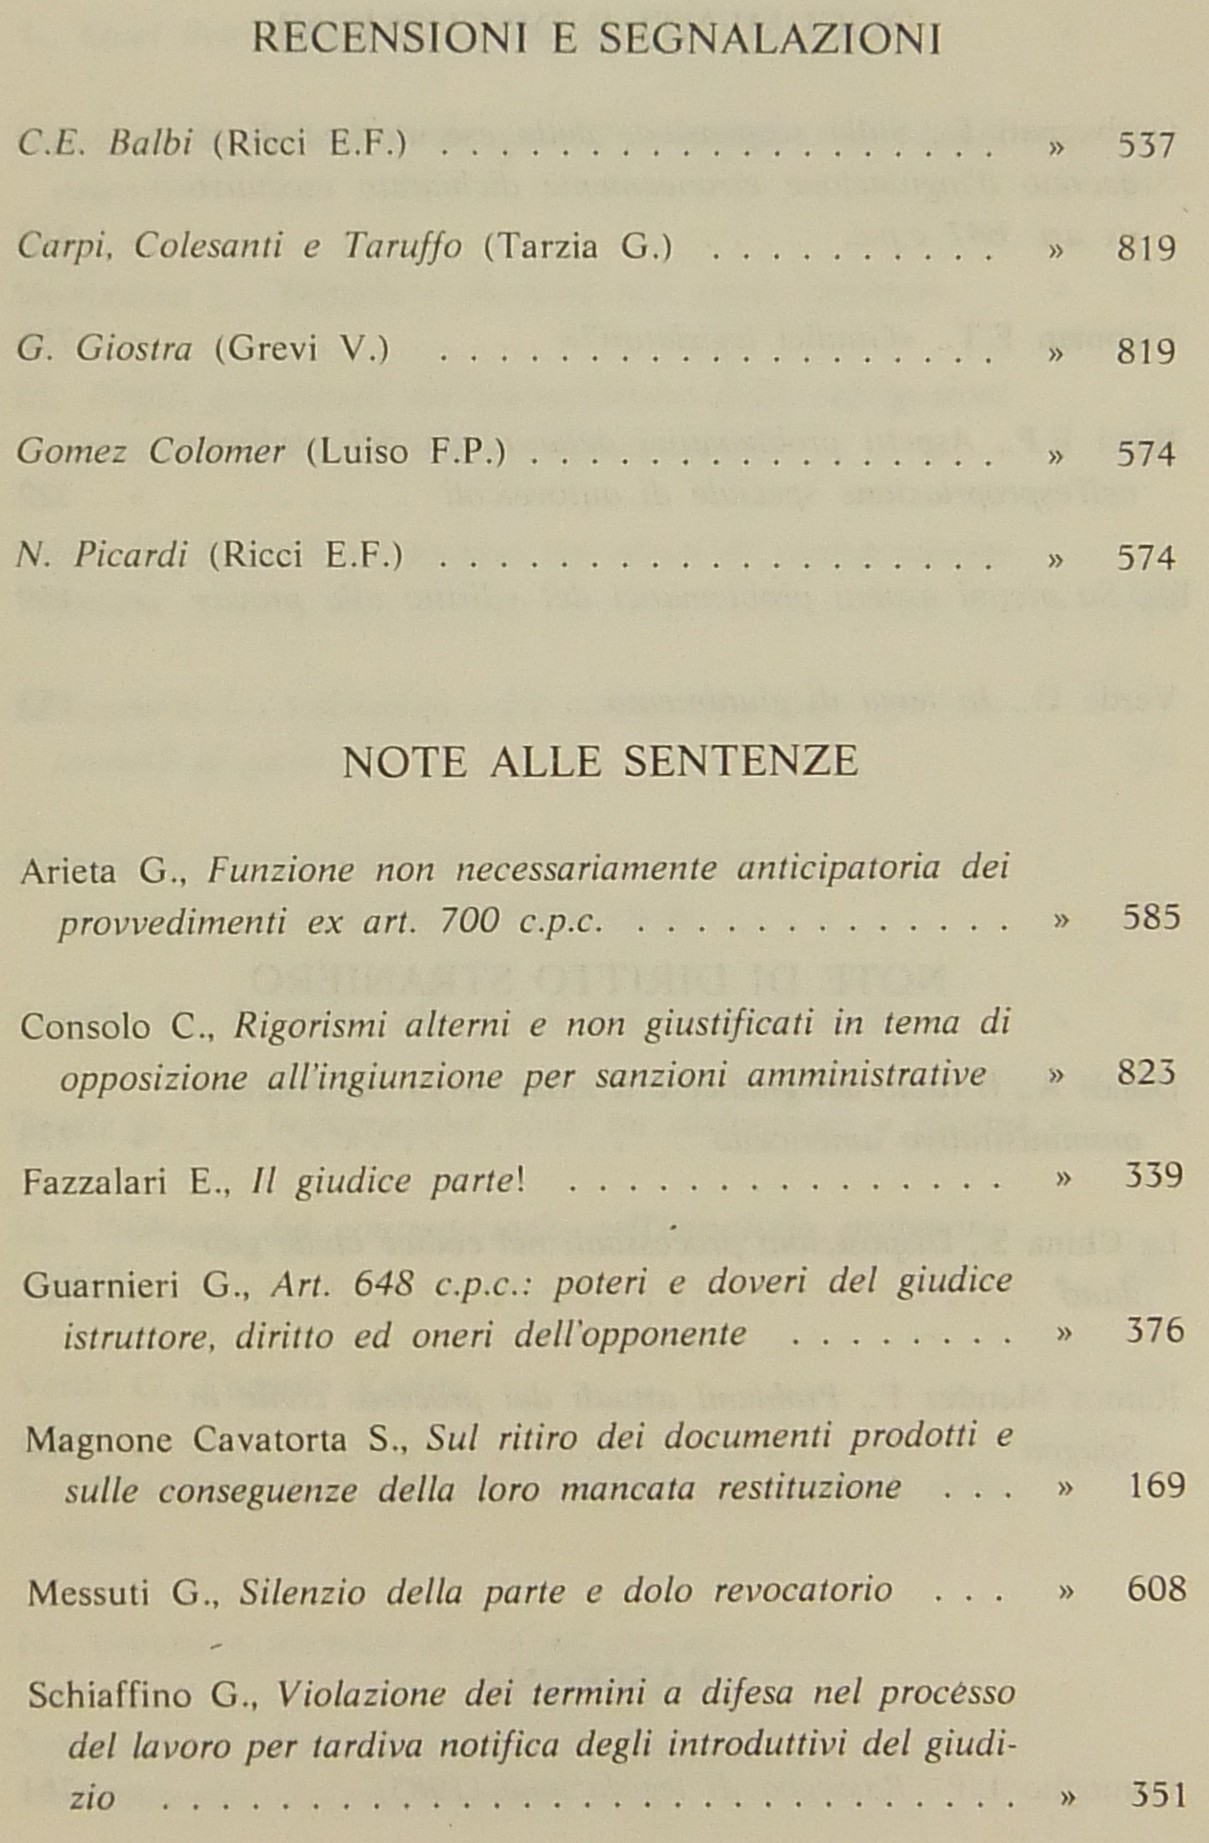 RECENSIONI E SEGNALAZIONI
C.E. Balbi (Ricci E.F.) . . . . . . . . . . . . . . . . . . . » 537
Carpi, Colesanti e Taruffo (Tarzia G.) . . . . . . . . . . » 819
G. Giostra (Grevi V.) . . . . . . . . . . . . . . . . . . . » 819
Gomez Colomer (Luiso F.P.) . . . . . . . . . . . . . . . . » 574
N. Picardi (Ricci E.F.) . . . . . . . . . . . . . . . . . . . » 574
NOTE ALLE SENTENZE
Arieta G., Funzione non necessariamente anticipatoria dei
provvedimenti ex art. 700 c.p.c. . . . . . . . . . . . . . » 585
Consolo C., Rigorismi alterni e non giustificati in tema di
opposizione all'ingiunzione per sanzioni amministrative » 823
Fazzalari E., Il giudice parte! . . . . . . . . . . . . . . . » 339
Guarnieri G., Art. 648 c.p.c.: poteri e doveri del giudice
istruttore, diritto ed oneri dell'opponente . . . . . . . . » 376
Magnone Cavatorta S., Sul ritiro dei documenti prodotti e
sulle conseguenze della loro mancata restituzione . . . » 169
Messuti G., Silenzio della parte e dolo revocatorio . . . » 608
Schiaffino G., Violazione dei termini a difesa nel processo
del lavoro per tardiva notifica degli introduttivi del giudi-
zio . . . . . . . . . . . . . . . . . . . . . . . . . . . . . » 351